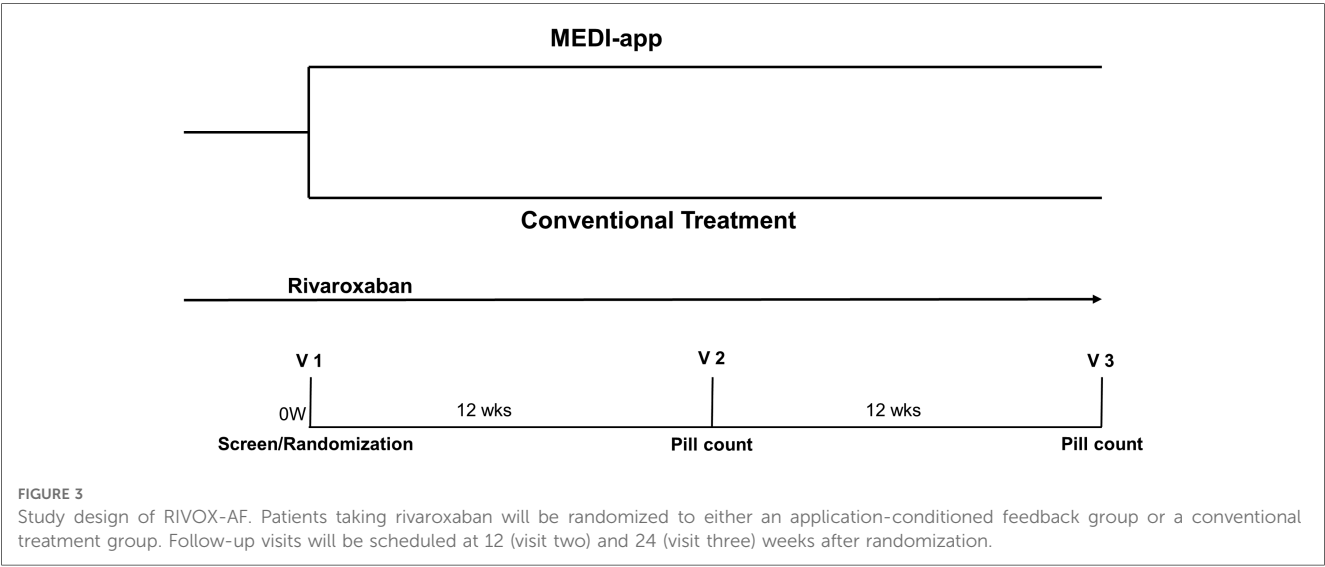 MEDI-app
Conventional Treatment
Rivaroxaban
V 1
V 2
V 3
0W
12 wks
12 wks
Screen/Randomization
Pill count
Pill count
FIGURE 3
Study design of RIVOX-AF. Patients taking rivaroxaban will be randomized to either an application-conditioned feedback group or a conventional
treatment group. Follow-up visits will be scheduled at 12 (visit two) and 24 (visit three) weeks after randomization.